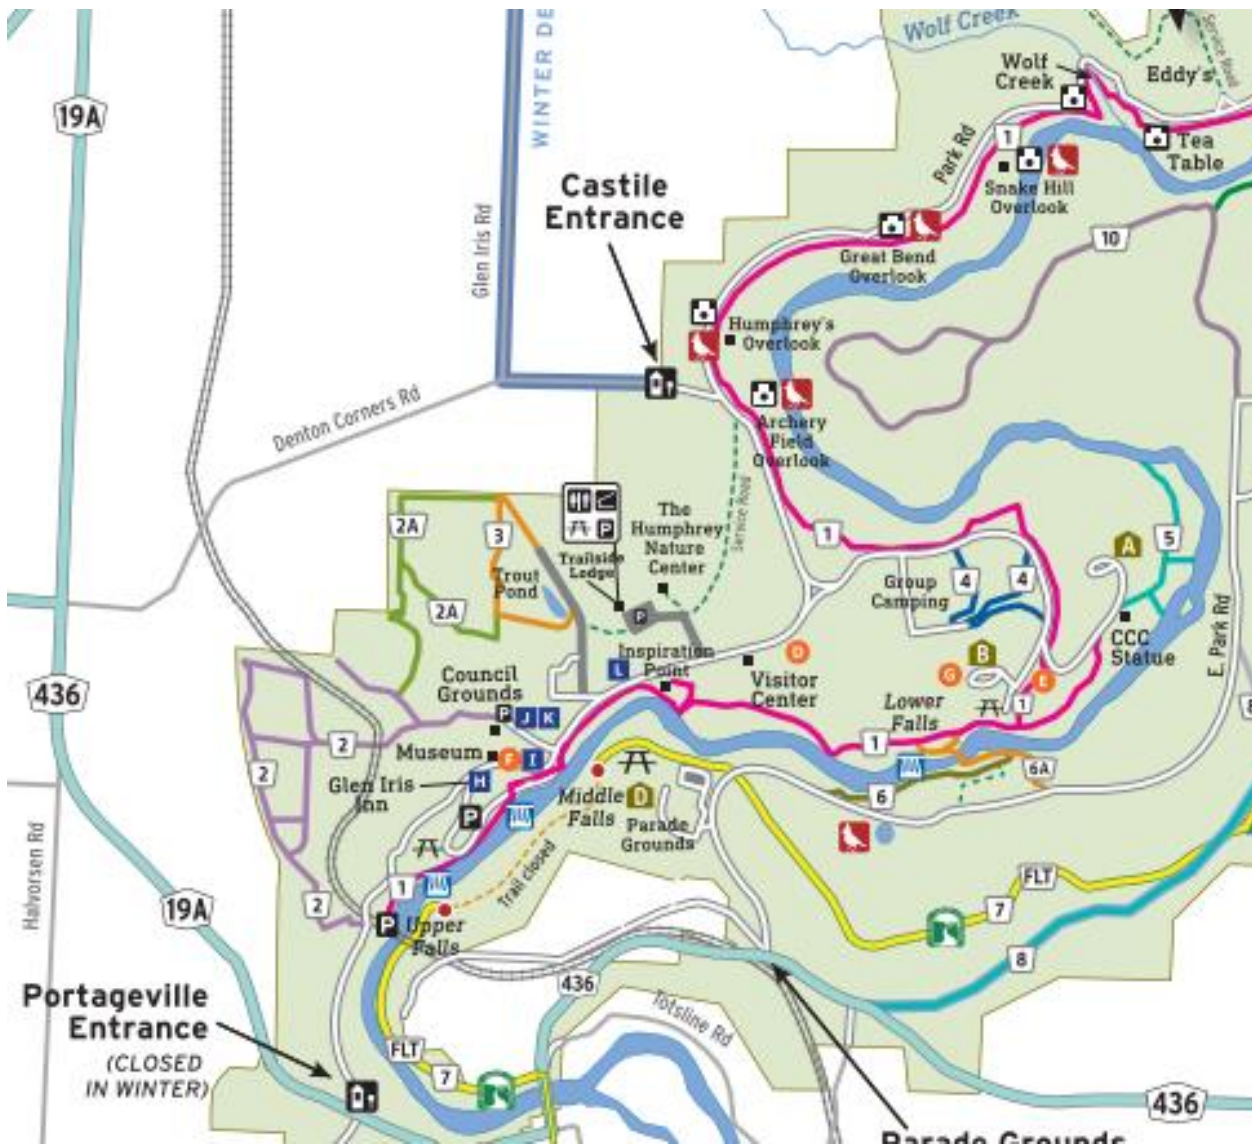 19A
WINTER DE
Wolf Creek
Service Road
Wolf
Creek
Eddy's
Tea
Table
1
Park Rd
Snake Hill
Overlook
Castile
Entrance
Glen Iris Rd
10
Great Bend
Overlook
Humphrey's
Overlook
Denton Corners Rd
Archery
Field
Overlook
Service Road
2A
3
P
Trailside
Lodge
The
Humphrey
Nature
Center
Trout
Pond
2A
P
1
Group
Camping
4
4
A
5
E. Park Rd
CCC
Statue
436
Council
Grounds
L
Inspiration
Point
D
Visitor
Center
G
B
E
Lower
Falls
1
8
P
J
K
2
Museum
F
I
1
2
Glen Iris
Inn
H
Middle
Falls
D
Parade
Grounds
6
6A
P
Halvorsen Rd
Trail closed
1
FLT
7
2
19A
P
Upper
Falls
8
436
Portageville
Entrance
(CLOSED
IN WINTER)
Totsline Rd
FLT
7
436
Parade Grounds